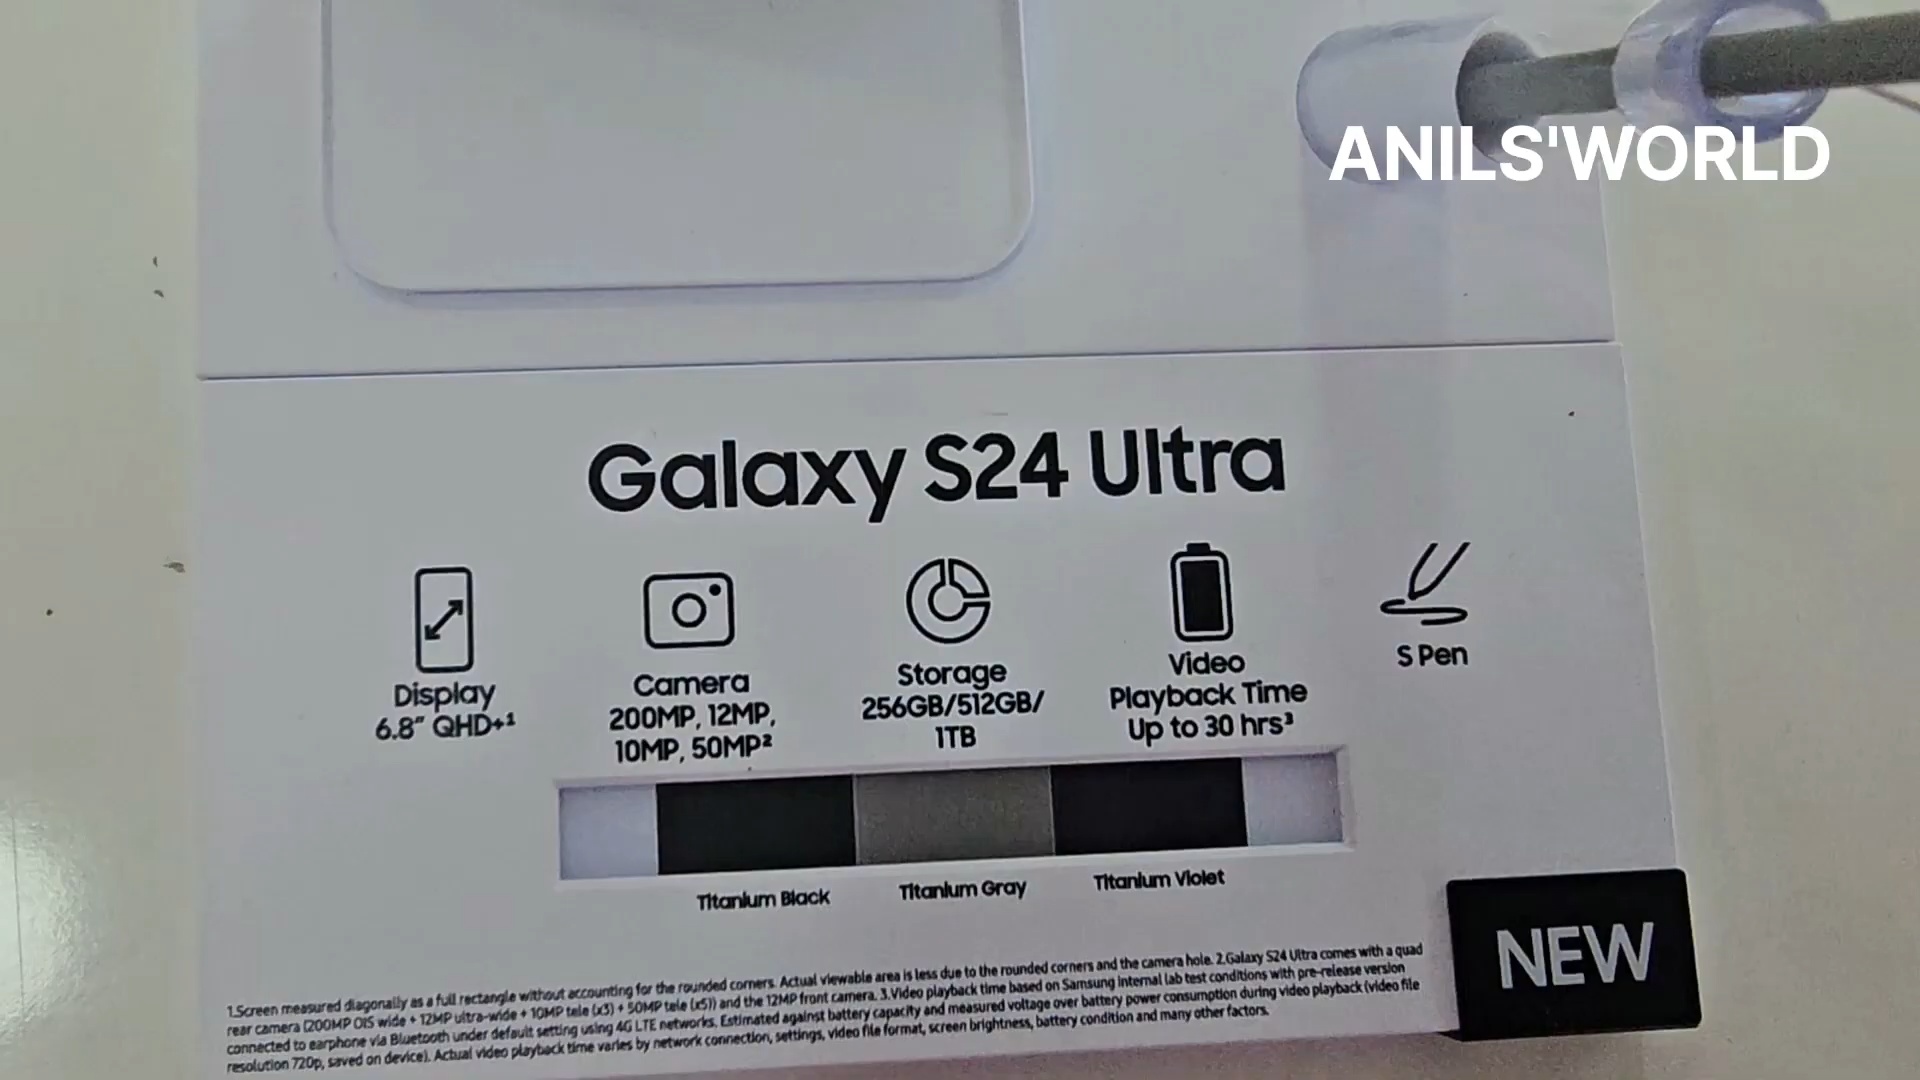 ANILS'WORLD
Galaxy S24 Ultra
Display
6.8" QHD+¹
Camera
200MP, 12MP,
10MP, 50MP²
Storage
256GB/512GB/
1TB
Video
Playback Time
Up to 30 hrs³
S Pen
Titanium Black
Titanium Gray
Titanium Violet
NEW
1.Screen measured diagonally as a full rectangle without accounting for the rounded corners. Actual viewable area is less due to the rounded corners and the camera hole. 2.Galaxy S24 Ultra comes with a quad
rear camera (200MP OIS wide + 12MP ultra-wide + 10MP tele (x3) + 50MP tele (x5)) and the 12MP front camera. 3.Video playback time based on Samsung internal lab test conditions with pre-release version
connected to earphone via Bluetooth under default setting using 4G LTE networks. Estimated against battery capacity and measured voltage over battery power consumption during video playback (video file
resolution 720p, saved on device). Actual video playback time varies by network connection, settings, video file format, screen brightness, battery condition and many other factors.